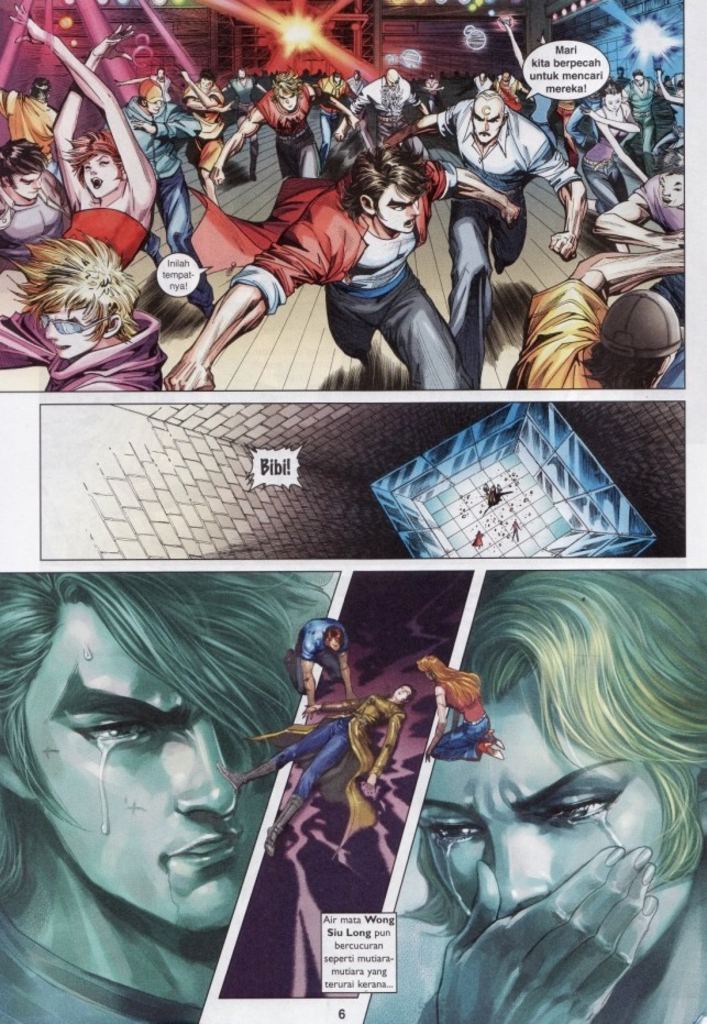 Mari
kita berpecah
untuk mencari
mereka!
Inilah
tempat-
nya!
Bibi!
Air mata Wong
Siu Long pun
bercucuran
seperti mutiara-
mutiara yang
terurai kerana...
6